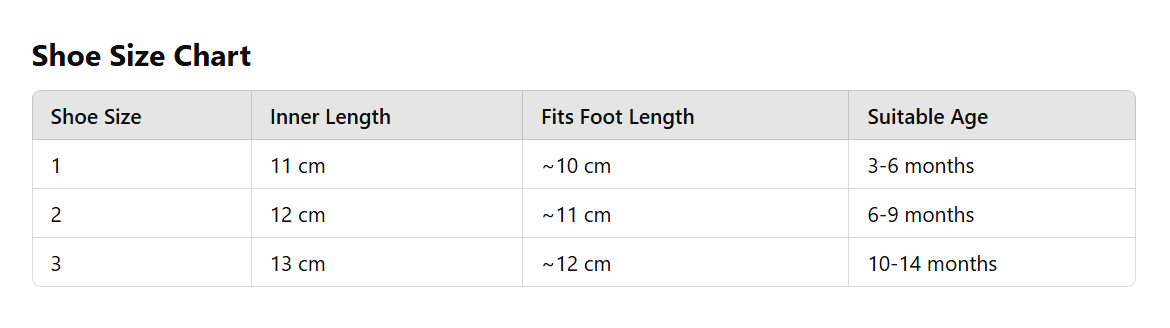 Shoe Size Chart
Shoe Size Inner Length Fits Foot Length Suitable Age
1 11 cm ~10 cm 3-6 months
2 12 cm ~11 cm 6-9 months
3 13 cm ~12 cm 10-14 months